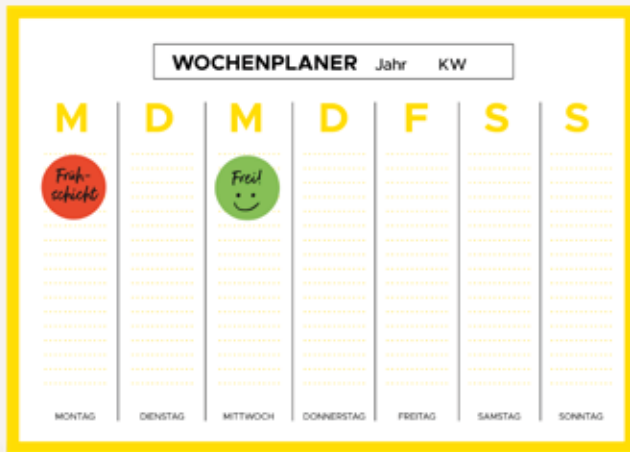 WOCHENPLANER Jahr KW
M D M D F S S
Früh-
schicht
Frei!
MONTAG DIENSTAG MITTWOCH DONNERSTAG FREITAG SAMSTAG SONNTAG